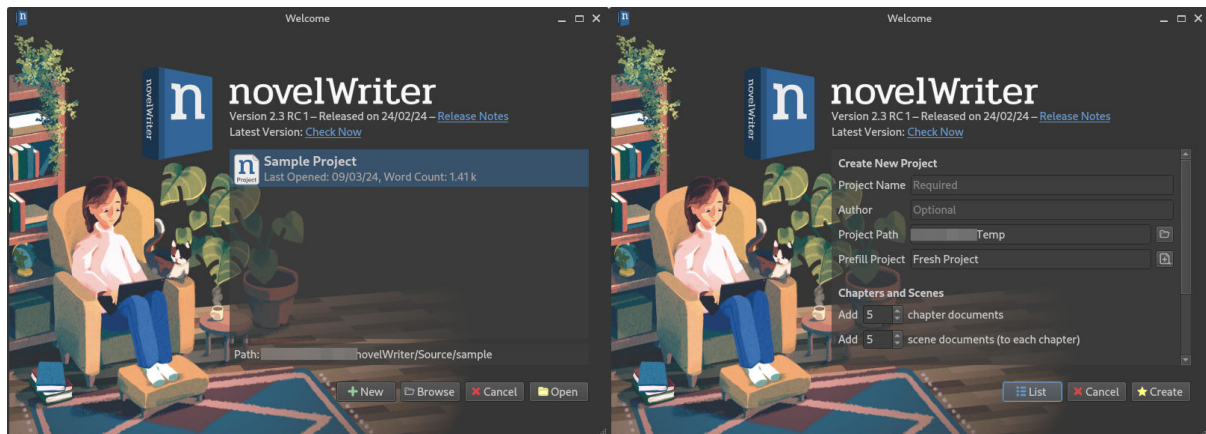 Welcome
n
novelWriter
n
novelWriter
Version 2.3 RC 1 – Released on 24/02/24 – Release Notes
Latest Version: Check Now
n
Project
Sample Project
Last Opened: 09/03/24, Word Count: 1.41 k
Path: novelWriter/Source/sample
New
Browse
Cancel
Open
Welcome
n
novelWriter
n
novelWriter
Version 2.3 RC 1 – Released on 24/02/24 – Release Notes
Latest Version: Check Now
Create New Project
Project Name Required
Author Optional
Project Path Temp
Prefill Project Fresh Project
Chapters and Scenes
Add 5 chapter documents
Add 5 scene documents (to each chapter)
List
Cancel
Create